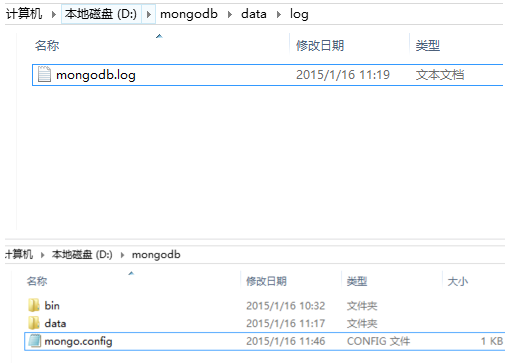 计算机 本地磁盘 (D:) mongodb data log
名称 修改日期 类型
mongodb.log 2015/1/16 11:19 文本文档
计算机 本地磁盘 (D:) mongodb
名称 修改日期 类型 大小
bin 2015/1/16 10:32 文件夹
data 2015/1/16 11:17 文件夹
mongo.config 2015/1/16 11:46 CONFIG 文件 1 KB